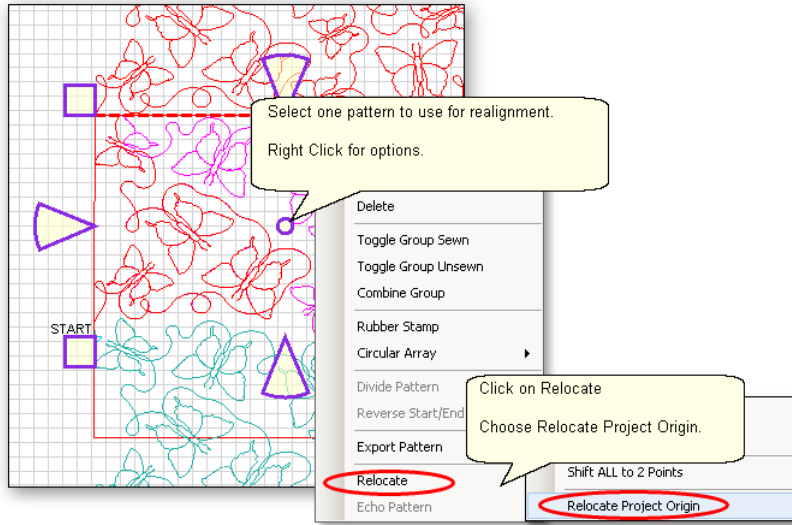 Select one pattern to use for realignment.
Right Click for options.
Delete
Toggle Group Sewn
Toggle Group Unsewn
Combine Group
START
Rubber Stamp
Circular Array
Divide Pattern
Reverse Start/End
Click on Relocate
Choose Relocate Project Origin.
Export Pattern
Relocate
Echo Pattern
Shift ALL to 2 Points
Relocate Project Origin